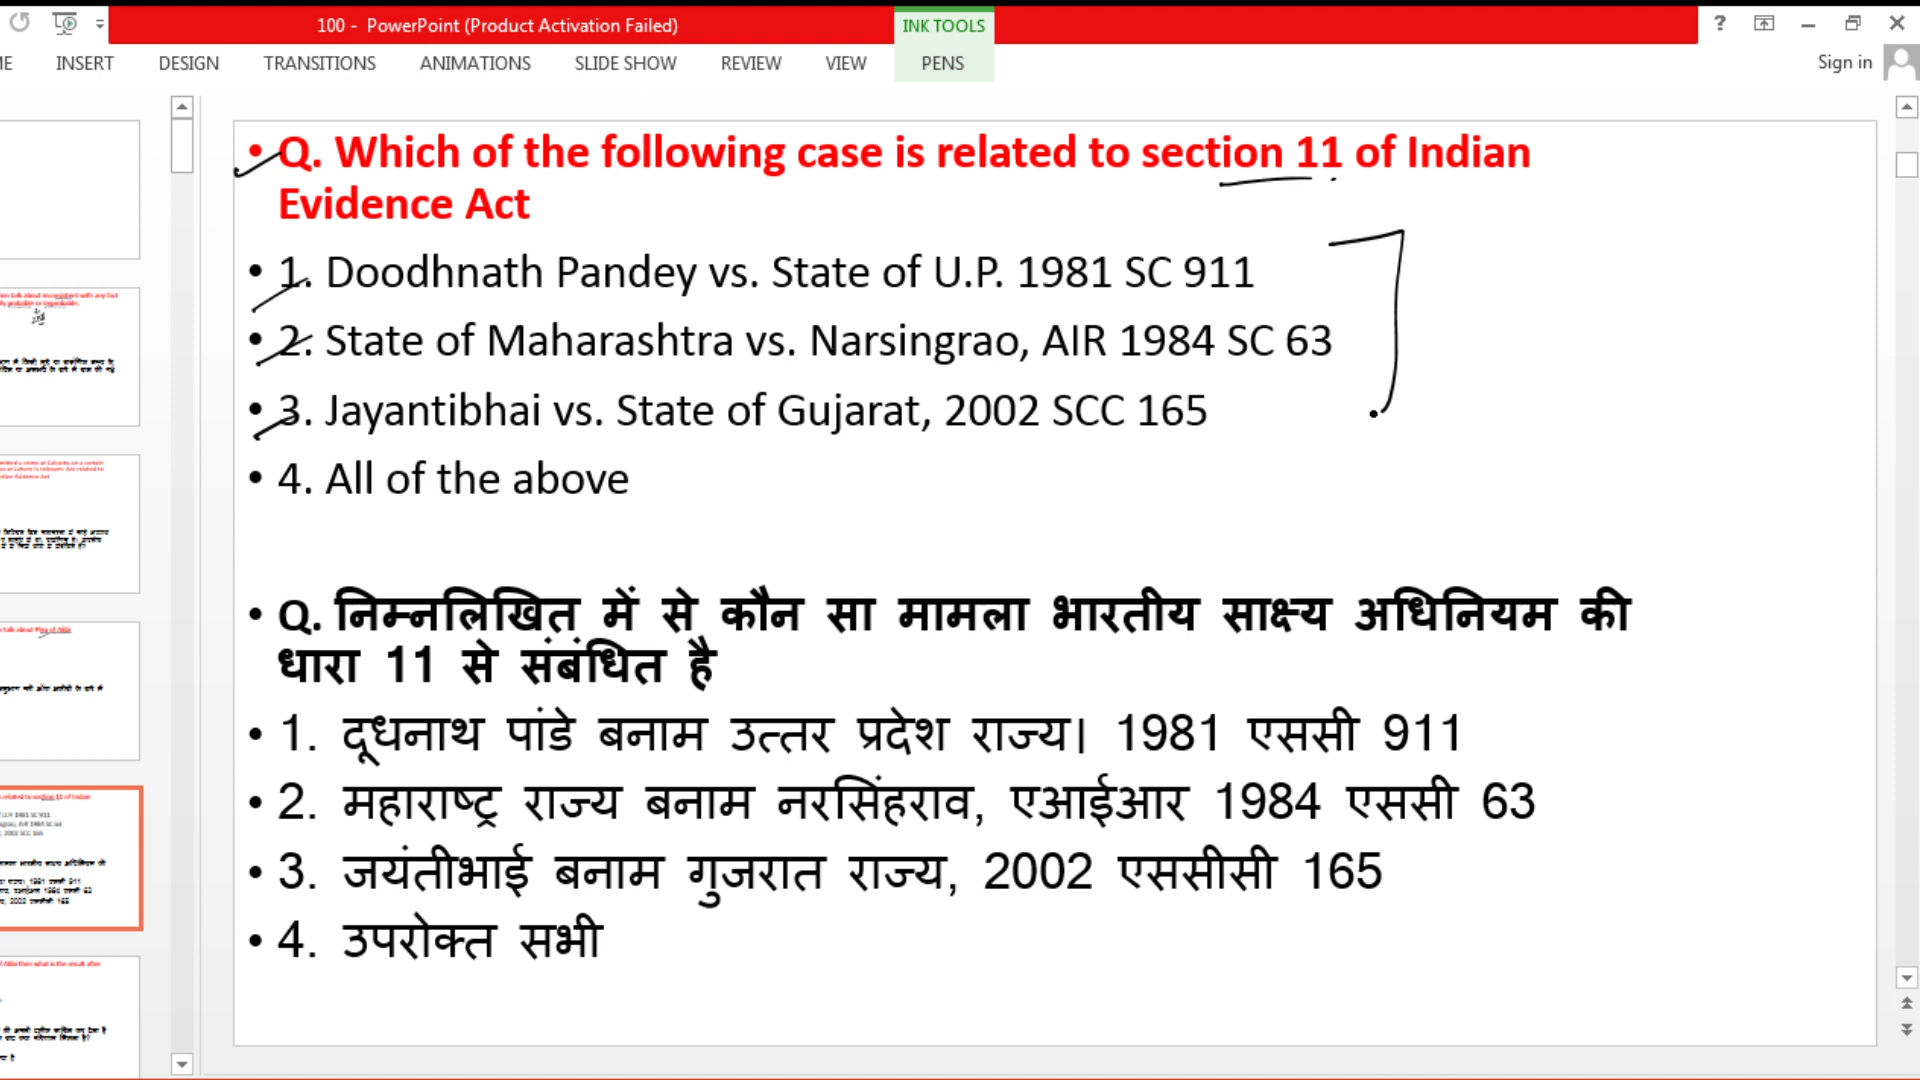 100 - PowerPoint (Product Activation Failed)
INK TOOLS
INSERT DESIGN TRANSITIONS ANIMATIONS SLIDE SHOW REVIEW VIEW PENS
Sign in
• Q. Which of the following case is related to section 11 of Indian
Evidence Act
• 1. Doodhnath Pandey vs. State of U.P. 1981 SC 911
• 2. State of Maharashtra vs. Narsingrao, AIR 1984 SC 63
• 3. Jayantibhai vs. State of Gujarat, 2002 SCC 165
• 4. All of the above
• Q. निम्नलिखित में से कौन सा मामला भारतीय साक्ष्य अधिनियम की
धारा 11 से संबंधित है
• 1. दूधनाथ पांडे बनाम उत्तर प्रदेश राज्य। 1981 एससी 911
• 2. महाराष्ट्र राज्य बनाम नरसिंहराव, एआईआर 1984 एससी 63
• 3. जयंतीभाई बनाम गुजरात राज्य, 2002 एससीसी 165
• 4. उपरोक्त सभी